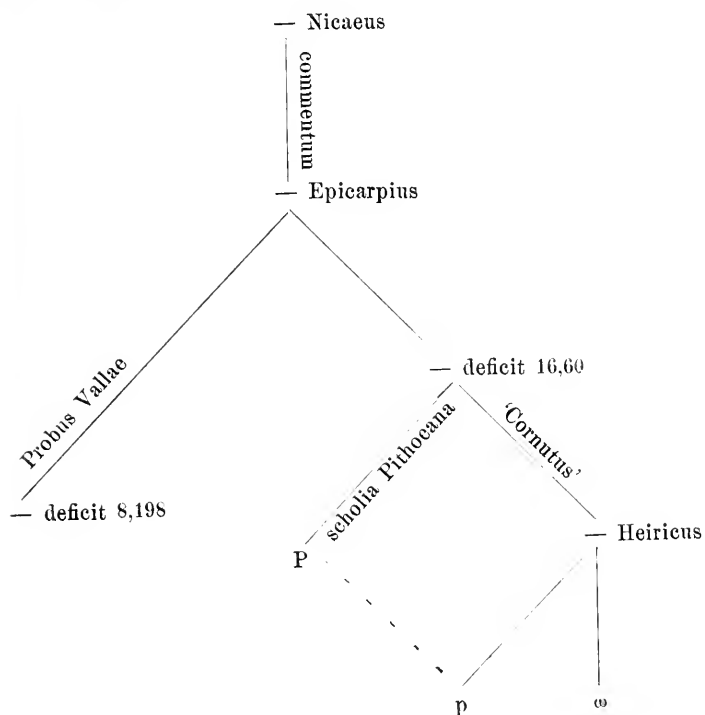 — Nicaeus
commentum
— Epicarpius
Probus Vallae
— deficit 16,60
scholia Pithoeana
‘Cornutus’
— deficit 8,198
P
— Heiricus
p
ω